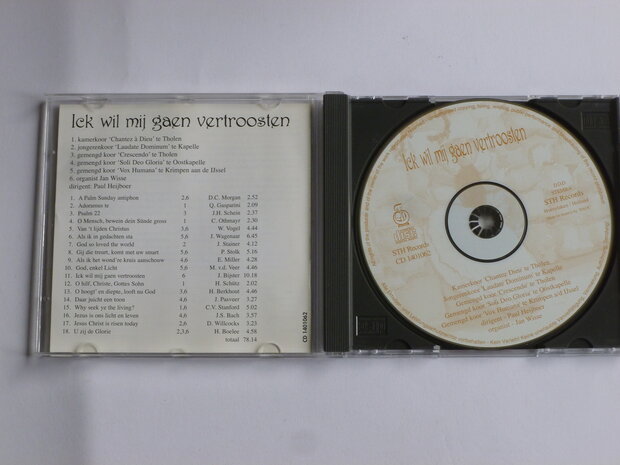 Ick wil mij gaen vertroosten
1. kamerkoor 'Chantez à Dieu' te Tholen
2. jongerenkoor 'Laudate Dominum' te Kapelle
3. gemengd koor 'Crescendo' te Tholen
4. gemengd koor 'Soli Deo Gloria' te Oostkapelle
5. gemengd koor 'Vox Humana' te Krimpen aan de IJssel
6. organist Jan Wisse
dirigent: Paul Heijboer
1. A Palm Sunday antiphon 2,6 D.C. Morgan 2.52
2. Adoramus te 1 Q. Gasparini 2.09
3. Psalm 22 3 J.H. Schein 2.37
4. O Mensch, bewein dein Sünde gross 1 C. Othmayr 2.30
5. Van 't lijden Christus 3,6 W. Vogel 4.44
6. Als ik in gedachten sta 5,6 J. Wagenaar 6.45
7. God so loved the world 2 J. Stainer 4.11
8. Gij die treurt, komt met uw smart 5,6 P. Stolk 5.16
9. Als ik het wond're kruis aanschouw 4,6 E. Miller 4.28
10. God, enkel Licht 5,6 M. v.d. Veer 4.46
11. Ick wil mij gaen vertroosten 6 J. Bijster 10.18
12. O hilf, Christe, Gottes Sohn 1 H. Schütz 2.02
13. O hoogt' en diepte, looft nu God 3,6 H. Berkhout 4.46
14. Daar juicht een toon 4,6 J. Pasveer 3.17
15. Why seek ye the living? 1,6 C.V. Stanford 5.02
16. Jezus is ons licht en leven 4,6 J.S. Bach 3.57
17. Jesus Christ is risen today 2,6 D. Willcocks 3.23
18. U zij de Glorie 2,3,6 H. Boelee 4.58
totaal 78.14
CD 1401062
Ick wil mij gaen vertroosten
DDD
STEMRA
STH Records
STH Records
CD 1401062
Kamerkoor 'Chantez à Dieu' te Tholen
Jongerenkoor 'Laudate Dominum' te Kapelle
Gemengd koor 'Crescendo' te Tholen
Gemengd koor 'Soli Deo Gloria' te Oostkapelle
Gemengd koor 'Vox Humana' te Krimpen a/d IJssel
dirigent - Paul Heijboer
organist - Jan Wisse